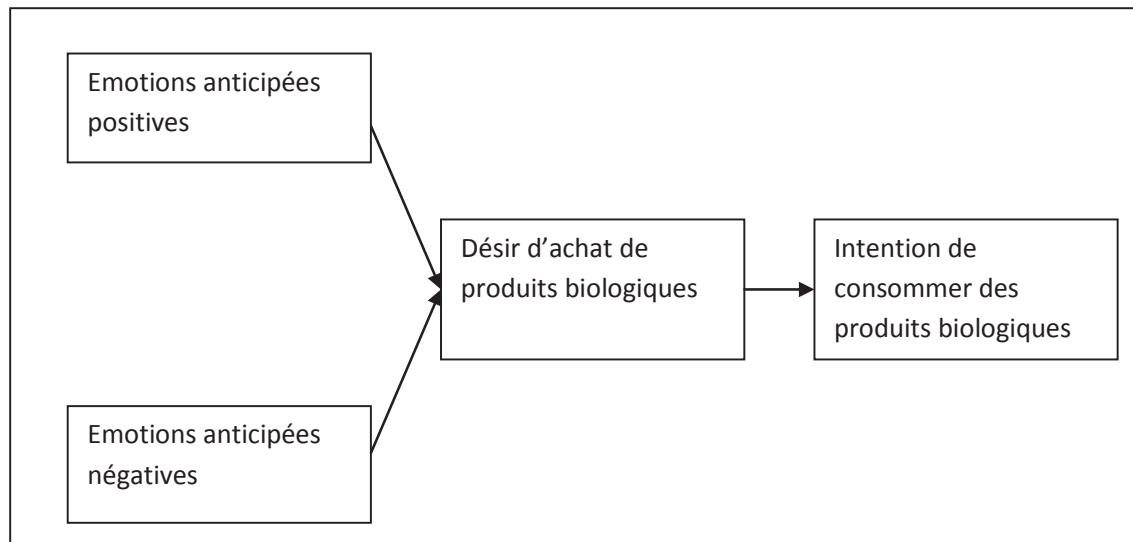 Emotions anticipées
positives
Désir d’achat de
produits biologiques
Intention de
consommer des
produits biologiques
Emotions anticipées
négatives